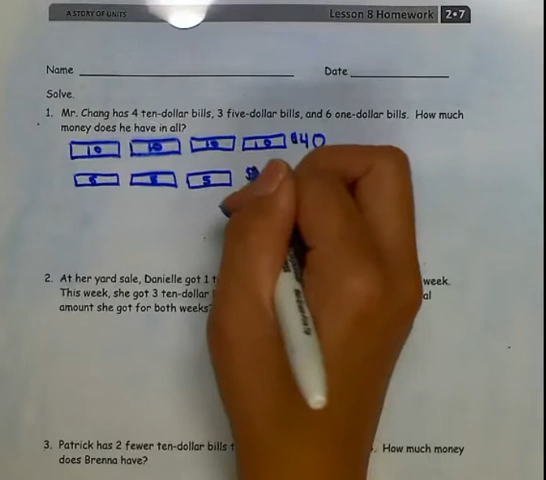 A STORY OF UNITS
Lesson 8 Homework 2•7
Name Date
Solve.
1. Mr. Chang has 4 ten-dollar bills, 3 five-dollar bills, and 6 one-dollar bills. How much
money does he have in all?
10 10 10 10 $40
5 5 5 $
2. At her yard sale, Danielle got 1 week.
This week, she got 3 ten-dollar
amount she got for both weeks?
3. Patrick has 2 fewer ten-dollar bills How much money
does Brenna have?